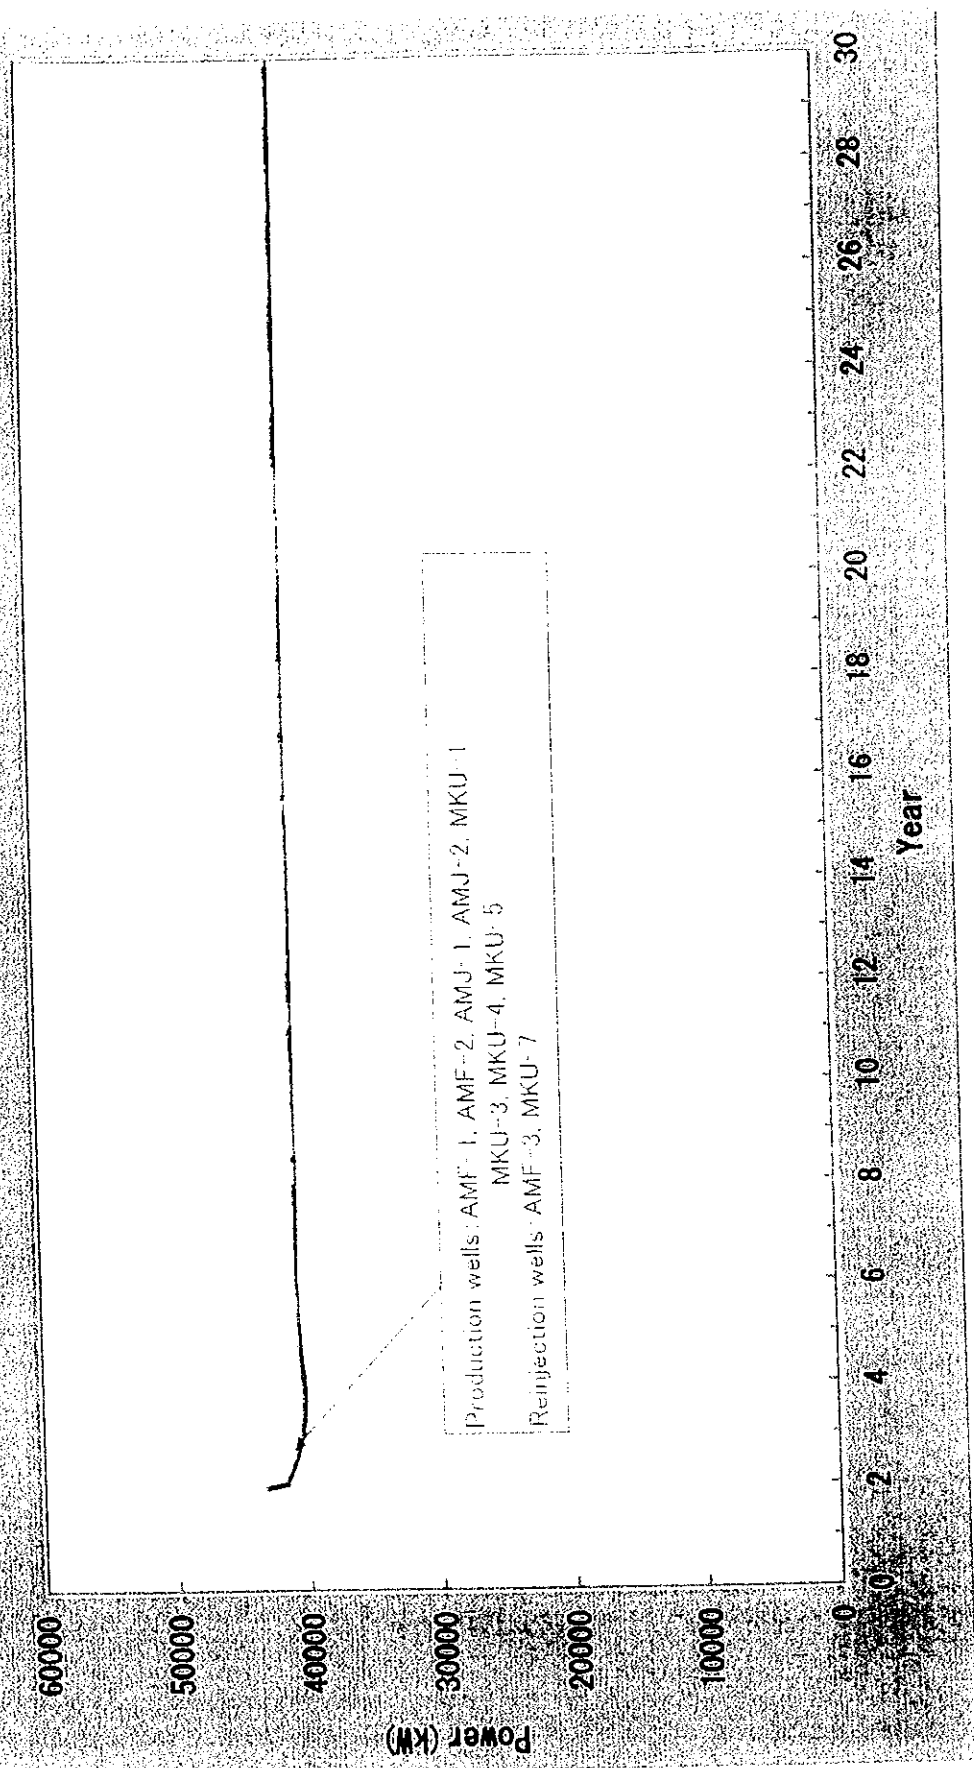 Power (kW)
60000
50000
40000
30000
20000
10000
0
Production wells : AMF-1, AMF-2, AMJ-1, AMJ-2, MKU-1
MKU-3, MKU-4, MKU-5
Reinjection wells : AMF-3, MKU-7
0 2 4 6 8 10 12 14 16 18 20 22 24 26 28 30
Year